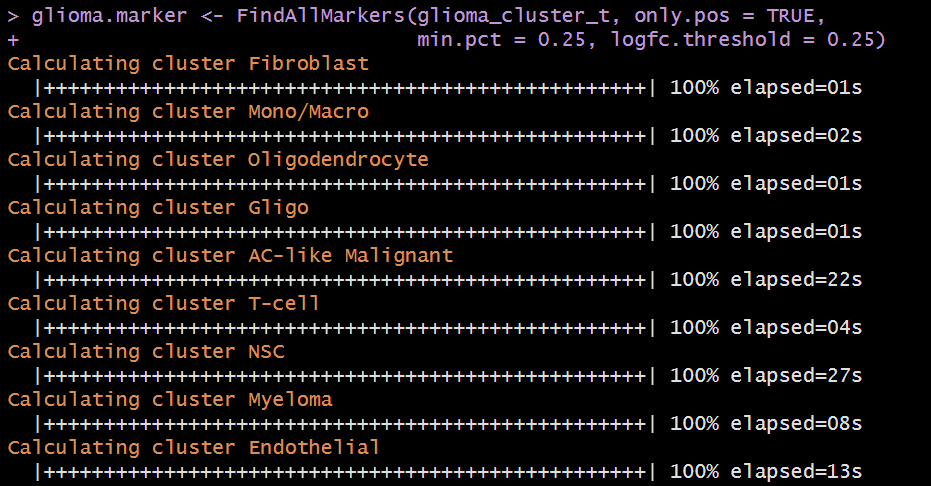 > glioma.marker <- FindAllMarkers(glioma_cluster_t, only.pos = TRUE,
+                                  min.pct = 0.25, logfc.threshold = 0.25)
Calculating cluster Fibroblast
  |++++++++++++++++++++++++++++++++++++++++++++++++++| 100% elapsed=01s
Calculating cluster Mono/Macro
  |++++++++++++++++++++++++++++++++++++++++++++++++++| 100% elapsed=02s
Calculating cluster Oligodendrocyte
  |++++++++++++++++++++++++++++++++++++++++++++++++++| 100% elapsed=01s
Calculating cluster Gligo
  |++++++++++++++++++++++++++++++++++++++++++++++++++| 100% elapsed=01s
Calculating cluster AC-like Malignant
  |++++++++++++++++++++++++++++++++++++++++++++++++++| 100% elapsed=22s
Calculating cluster T-cell
  |++++++++++++++++++++++++++++++++++++++++++++++++++| 100% elapsed=04s
Calculating cluster NSC
  |++++++++++++++++++++++++++++++++++++++++++++++++++| 100% elapsed=27s
Calculating cluster Myeloma
  |++++++++++++++++++++++++++++++++++++++++++++++++++| 100% elapsed=08s
Calculating cluster Endothelial
  |++++++++++++++++++++++++++++++++++++++++++++++++++| 100% elapsed=13s